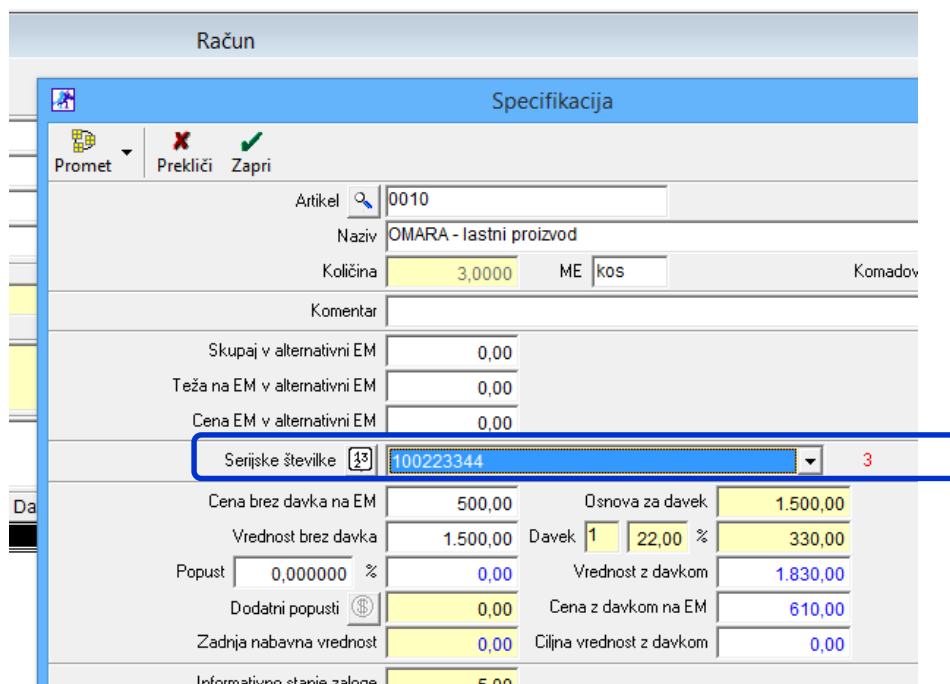 Račun
Specifikacija
Promet Prekliči Zapri
Artikel 0010
Naziv OMARA - lastni proizvod
Količina 3,0000 ME kos Komadov
Komentar
Skupaj v alternativni EM 0,00
Teža na EM v alternativni EM 0,00
Cena EM v alternativni EM 0,00
Serijske številke 100223344 3
Da
Cena brez davka na EM 500,00 Osnova za davek 1.500,00
Vrednost brez davka 1.500,00 Davek 1 22,00 % 330,00
Popust 0,000000 % 0,00 Vrednost z davkom 1.830,00
Dodatni popusti 0,00 Cena z davkom na EM 610,00
Zadnja nabavna vrednost 0,00 Ciljna vrednost z davkom 0,00
Informativno stanje zaloge 5,00